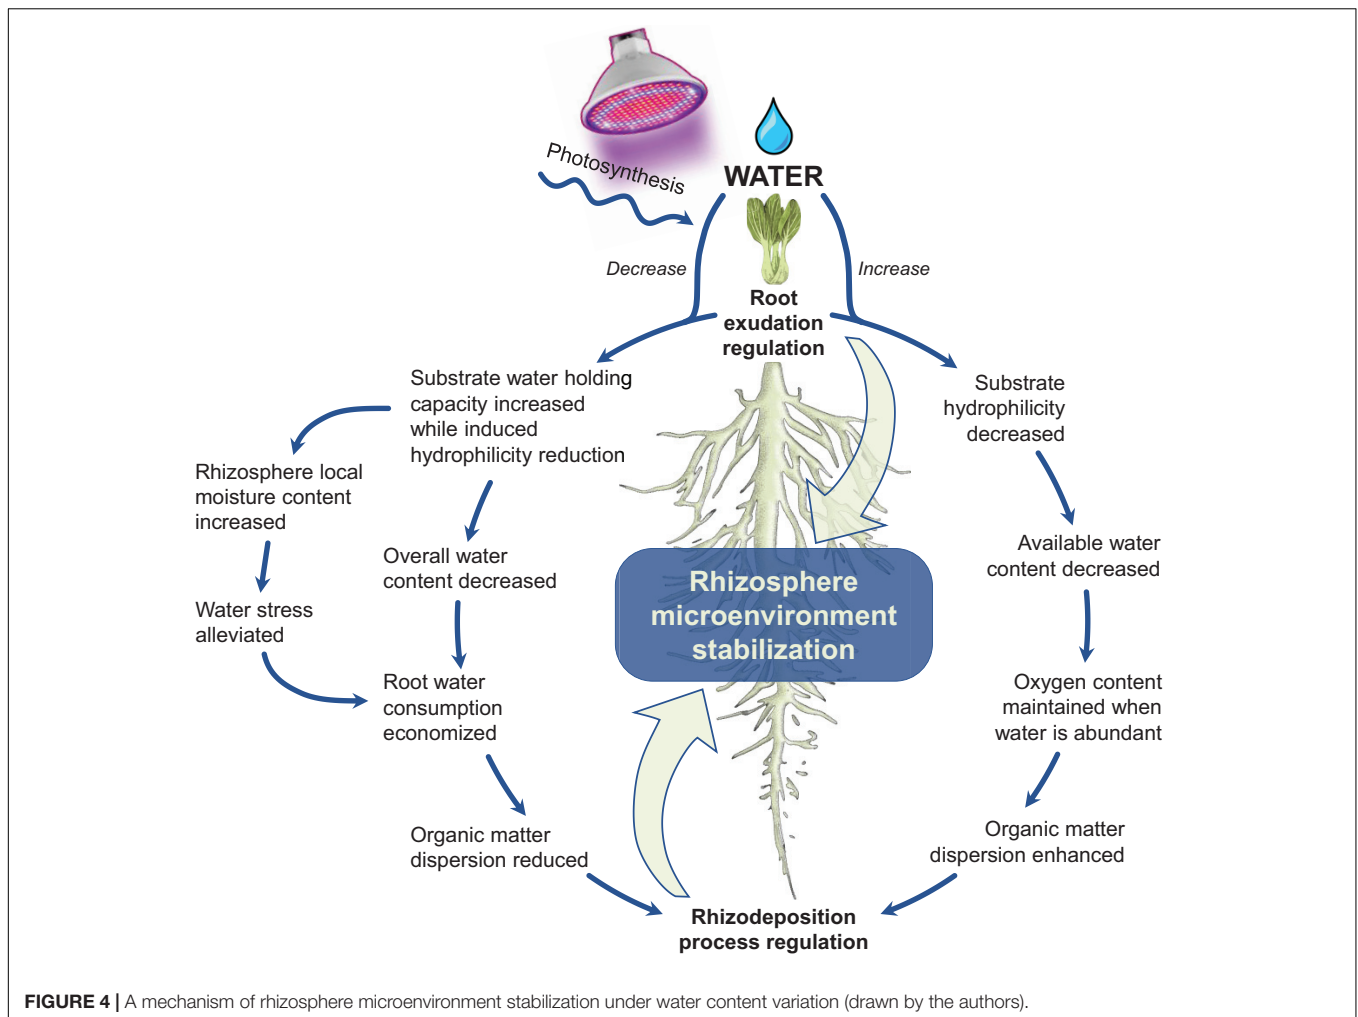 Photosynthesis
WATER
Decrease
Increase
Root
exudation
regulation
Substrate water holding
capacity increased
while induced
hydrophilicity reduction
Rhizosphere local
moisture content
increased
Water stress
alleviated
Overall water
content decreased
Root water
consumption
economized
Organic matter
dispersion reduced
Substrate
hydrophilicity
decreased
Available water
content decreased
Oxygen content
maintained when
water is abundant
Organic matter
dispersion enhanced
Rhizosphere
microenvironment
stabilization
Rhizodeposition
process regulation
FIGURE 4 | A mechanism of rhizosphere microenvironment stabilization under water content variation (drawn by the authors).